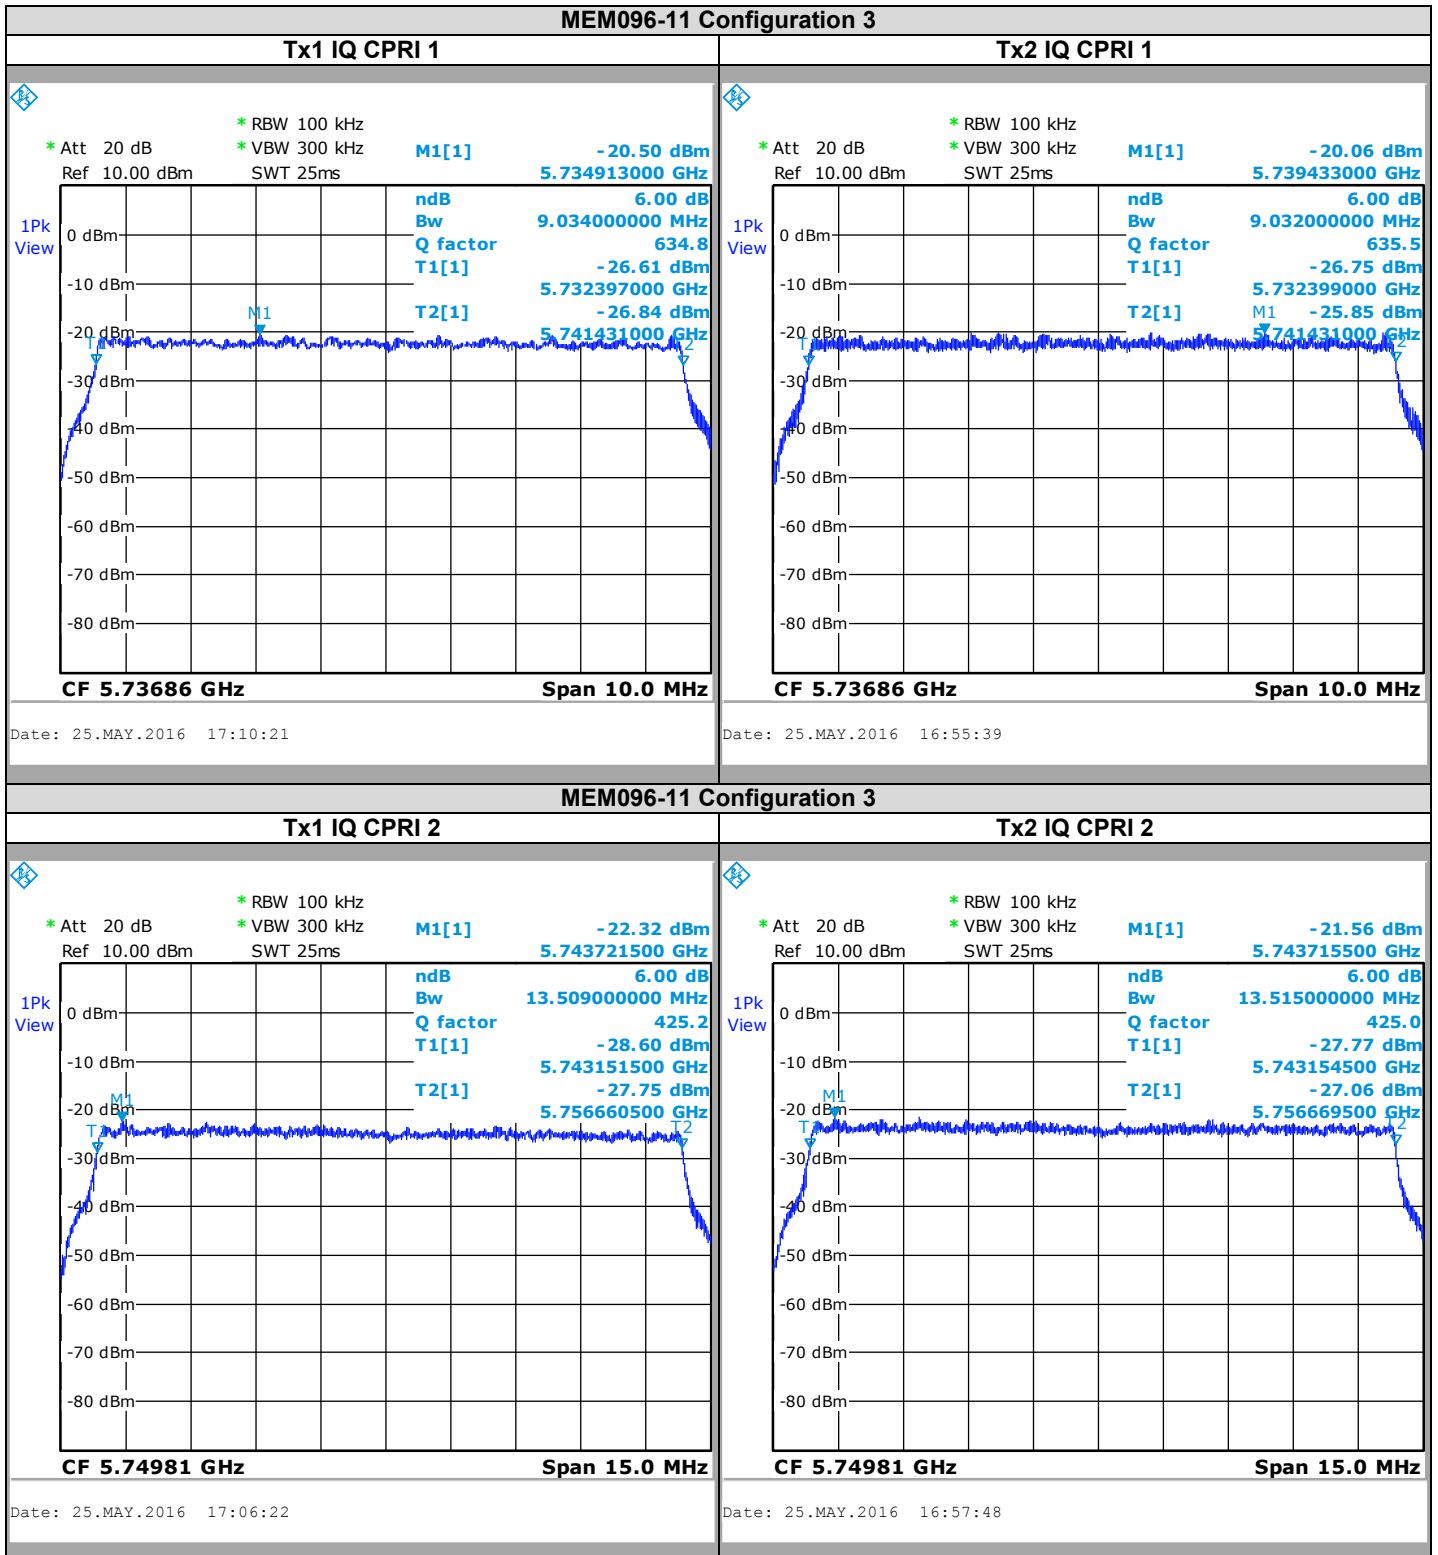 MEM096-11 Configuration 3
Tx1 IQ CPRI 1
Tx2 IQ CPRI 1
* RBW 100 kHz
* Att 20 dB * VBW 300 kHz M1[1] -20.50 dBm
Ref 10.00 dBm SWT 25ms 5.734913000 GHz
ndB 6.00 dB
1Pk Bw 9.034000000 MHz
View 0 dBm Q factor 634.8
T1[1] -26.61 dBm
-10 dBm 5.732397000 GHz
M1 T2[1] -26.84 dBm
-20 dBm 5.741431000 GHz
T1 T2
-30 dBm
-40 dBm
-50 dBm
-60 dBm
-70 dBm
-80 dBm
CF 5.73686 GHz Span 10.0 MHz
Date: 25.MAY.2016 17:10:21
* RBW 100 kHz
* Att 20 dB * VBW 300 kHz M1[1] -20.06 dBm
Ref 10.00 dBm SWT 25ms 5.739433000 GHz
ndB 6.00 dB
1Pk Bw 9.032000000 MHz
View 0 dBm Q factor 635.5
T1[1] -26.75 dBm
-10 dBm 5.732399000 GHz
T2[1] M1 -25.85 dBm
-20 dBm 5.741431000 GHz
T1 T2
-30 dBm
-40 dBm
-50 dBm
-60 dBm
-70 dBm
-80 dBm
CF 5.73686 GHz Span 10.0 MHz
Date: 25.MAY.2016 16:55:39
MEM096-11 Configuration 3
Tx1 IQ CPRI 2
Tx2 IQ CPRI 2
* RBW 100 kHz
* Att 20 dB * VBW 300 kHz M1[1] -22.32 dBm
Ref 10.00 dBm SWT 25ms 5.743721500 GHz
ndB 6.00 dB
1Pk Bw 13.509000000 MHz
View 0 dBm Q factor 425.2
T1[1] -28.60 dBm
-10 dBm 5.743151500 GHz
M1 T2[1] -27.75 dBm
-20 dBm 5.756660500 GHz
T1 T2
-30 dBm
-40 dBm
-50 dBm
-60 dBm
-70 dBm
-80 dBm
CF 5.74981 GHz Span 15.0 MHz
Date: 25.MAY.2016 17:06:22
* RBW 100 kHz
* Att 20 dB * VBW 300 kHz M1[1] -21.56 dBm
Ref 10.00 dBm SWT 25ms 5.743715500 GHz
ndB 6.00 dB
1Pk Bw 13.515000000 MHz
View 0 dBm Q factor 425.0
T1[1] -27.77 dBm
-10 dBm 5.743154500 GHz
M1 T2[1] -27.06 dBm
-20 dBm 5.756669500 GHz
T1 T2
-30 dBm
-40 dBm
-50 dBm
-60 dBm
-70 dBm
-80 dBm
CF 5.74981 GHz Span 15.0 MHz
Date: 25.MAY.2016 16:57:48